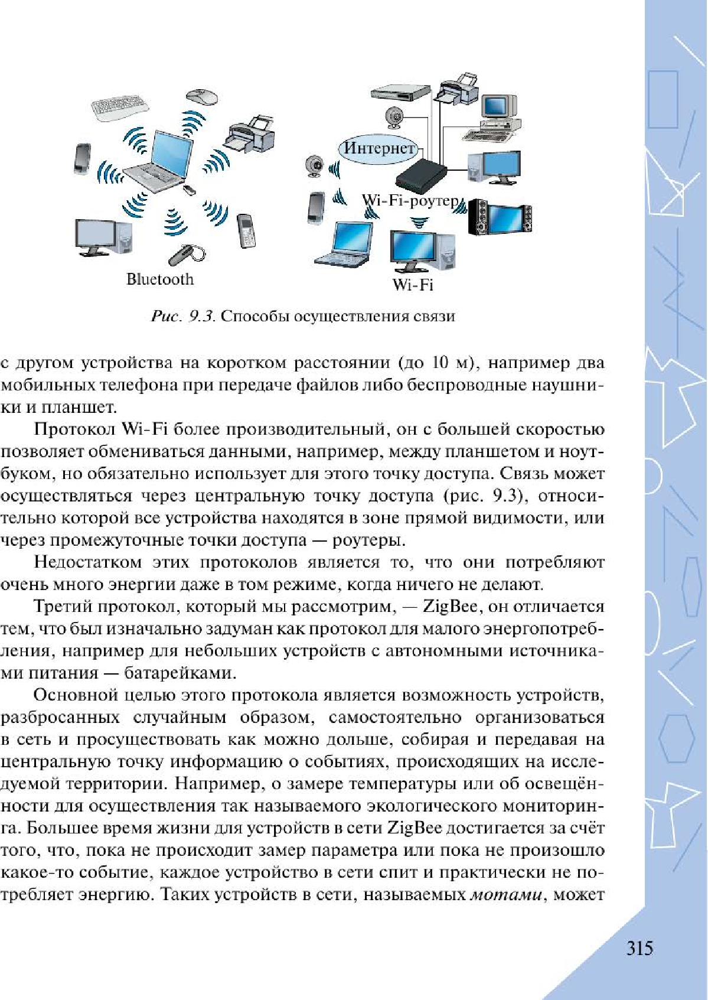 Интернет
Wi-Fi-роутер
Bluetooth
Wi-Fi
Рис. 9.3. Способы осуществления связи
с другом устройства на коротком расстоянии (до 10 м), например два
мобильных телефона при передаче файлов либо беспроводные наушни-
ки и планшет.
Протокол Wi-Fi более производительный, он с большей скоростью
позволяет обмениваться данными, например, между планшетом и ноут-
буком, но обязательно использует для этого точку доступа. Связь может
осуществляться через центральную точку доступа (рис. 9.3), относи-
тельно которой все устройства находятся в зоне прямой видимости, или
через промежуточные точки доступа — роутеры.
Недостатком этих протоколов является то, что они потребляют
очень много энергии даже в том режиме, когда ничего не делают.
Третий протокол, который мы рассмотрим, — ZigBee, он отличается
тем, что был изначально задуман как протокол для малого энергопотреб-
ления, например для небольших устройств с автономными источника-
ми питания — батарейками.
Основной целью этого протокола является возможность устройств,
разбросанных случайным образом, самостоятельно организоваться
в сеть и просуществовать как можно дольше, собирая и передавая на
центральную точку информацию о событиях, происходящих на иссле-
дуемой территории. Например, о замере температуры или об освещён-
ности для осуществления так называемого экологического мониторин-
га. Большее время жизни для устройств в сети ZigBee достигается за счёт
того, что, пока не происходит замер параметра или пока не произошло
какое-то событие, каждое устройство в сети спит и практически не по-
требляет энергию. Таких устройств в сети, называемых мотами, может
315